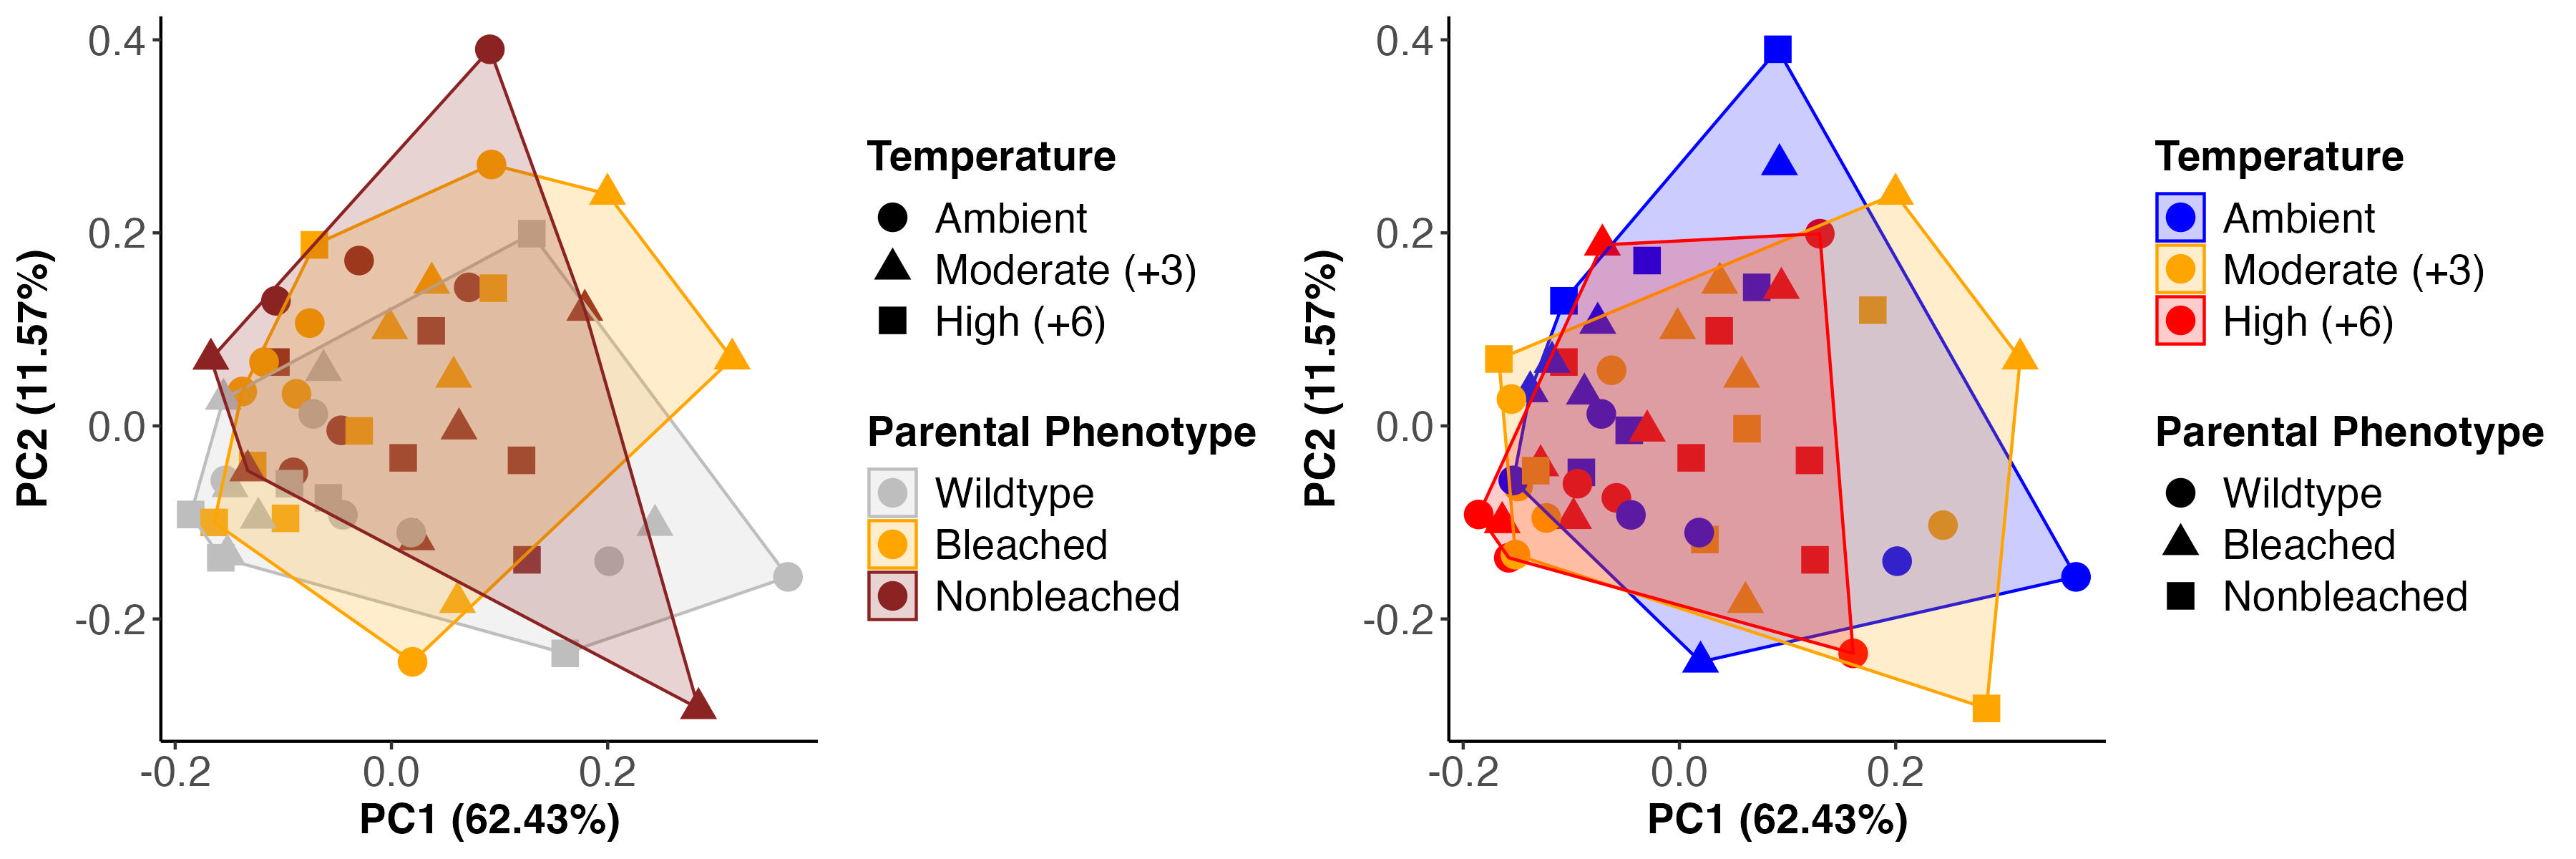 0.4
0.2
0.0
-0.2
PC2 (11.57%)
-0.2
0.0
0.2
PC1 (62.43%)
Temperature
Ambient
Moderate (+3)
High (+6)
Parental Phenotype
Wildtype
Bleached
Nonbleached
0.4
0.2
0.0
-0.2
PC2 (11.57%)
-0.2
0.0
0.2
PC1 (62.43%)
Temperature
Ambient
Moderate (+3)
High (+6)
Parental Phenotype
Wildtype
Bleached
Nonbleached